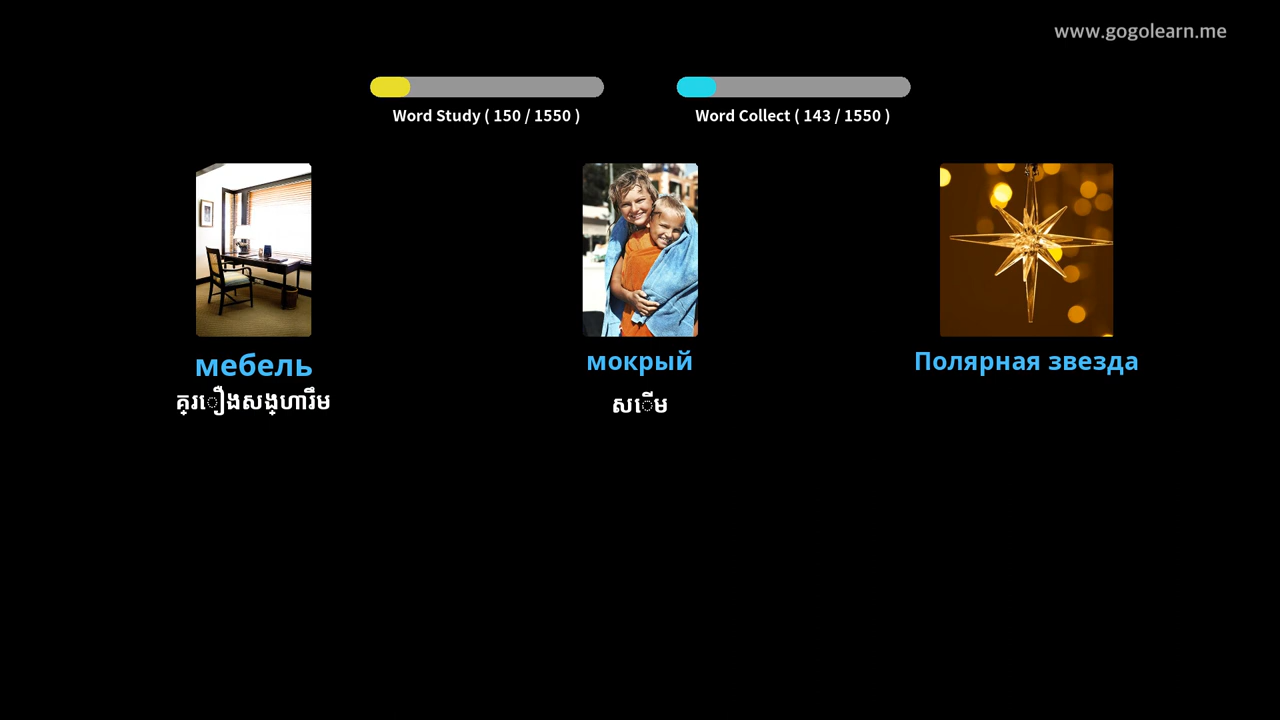 www.gogolearn.me
Word Study ( 150 / 1550 )
Word Collect ( 143 / 1550 )
мебель
គ្រឿងសង្ហារឹម
мокрый
សើម
Полярная звезда